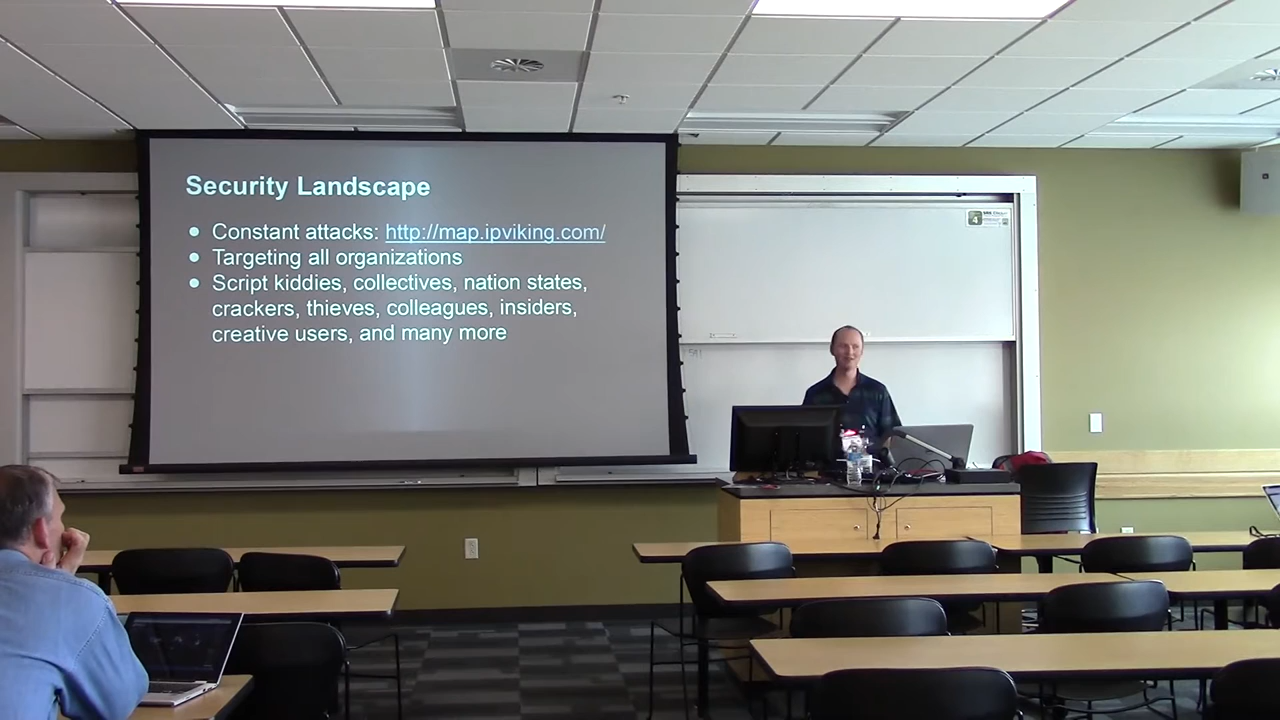 Security Landscape
● Constant attacks: http://map.ipviking.com/
● Targeting all organizations
● Script kiddies, collectives, nation states,
crackers, thieves, colleagues, insiders,
creative users, and many more
4